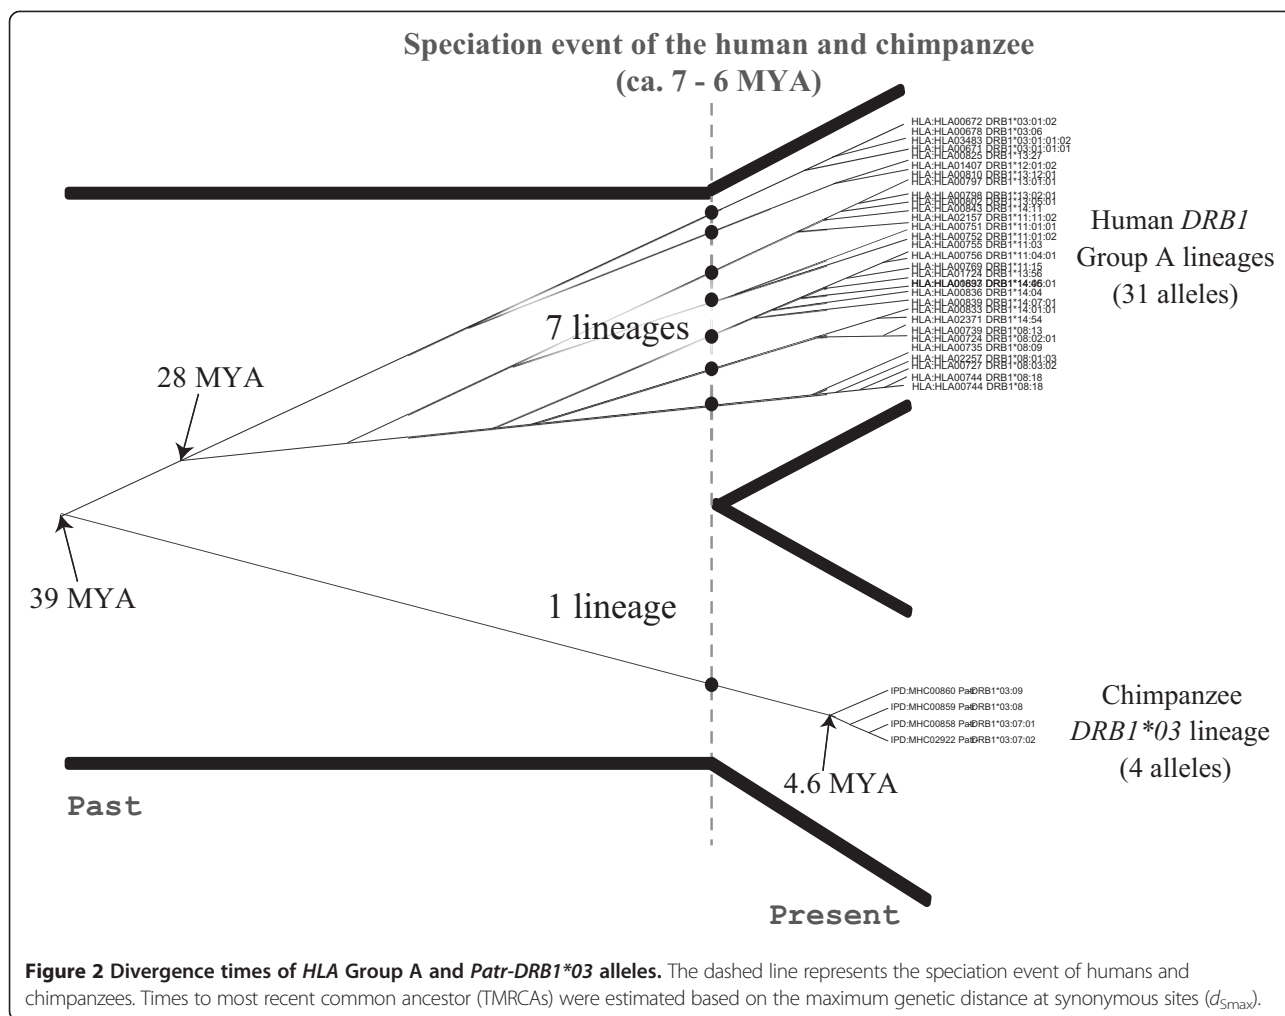 Speciation event of the human and chimpanzee
(ca. 7 - 6 MYA)
HLA:HLA00672 DRB1*03:01:02
HLA:HLA00678 DRB1*03:06
HLA:HLA03483 DRB1*03:01:01:02
HLA:HLA00671 DRB1*03:01:01:01
HLA:HLA00825 DRB1*13:27
HLA:HLA01407 DRB1*12:01:02
HLA:HLA00810 DRB1*13:12:01
HLA:HLA00797 DRB1*13:01:01
HLA:HLA00798 DRB1*13:02:01
HLA:HLA00802 DRB1*13:05:01
HLA:HLA00843 DRB1*14:11
HLA:HLA02157 DRB1*11:11:02
HLA:HLA00751 DRB1*11:01:01
HLA:HLA00752 DRB1*11:01:02
HLA:HLA00755 DRB1*11:03
HLA:HLA00756 DRB1*11:04:01
HLA:HLA00769 DRB1*11:15
HLA:HLA01724 DRB1*13:56
HLA:HLA00836 DRB1*14:04
HLA:HLA00839 DRB1*14:07:01
HLA:HLA00833 DRB1*14:01:01
HLA:HLA02371 DRB1*14:54
HLA:HLA00739 DRB1*08:13
HLA:HLA00724 DRB1*08:02:01
HLA:HLA00735 DRB1*08:09
HLA:HLA02257 DRB1*08:01:03
HLA:HLA00727 DRB1*08:03:02
HLA:HLA00744 DRB1*08:18
HLA:HLA00744 DRB1*08:18
Human DRB1
Group A lineages
(31 alleles)
7 lineages
28 MYA
39 MYA
1 lineage
IPD:MHC00860 Patr-DRB1*03:09
IPD:MHC00859 Patr-DRB1*03:08
IPD:MHC00858 Patr-DRB1*03:07:01
IPD:MHC02922 Patr-DRB1*03:07:02
Chimpanzee
DRB1*03 lineage
(4 alleles)
4.6 MYA
Past
Present
Figure 2 Divergence times of HLA Group A and Patr-DRB1*03 alleles. The dashed line represents the speciation event of humans and
chimpanzees. Times to most recent common ancestor (TMRCAs) were estimated based on the maximum genetic distance at synonymous sites (dSmax).